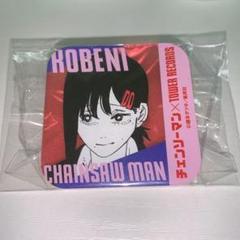 KOBENI
CHAINSAW MAN
チェンソーマン×TOWER RECORDS